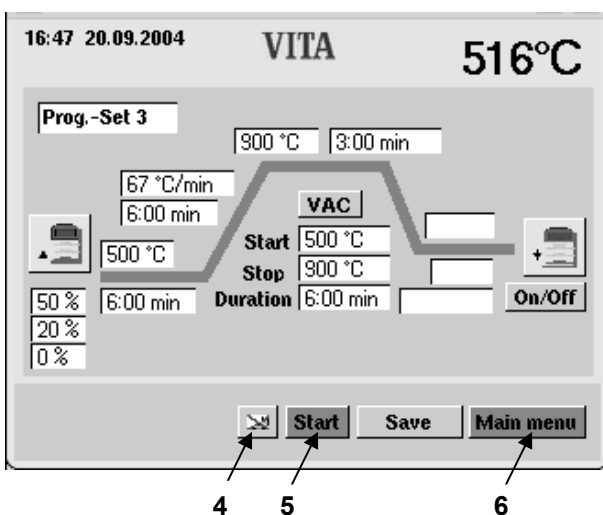 16:47 20.09.2004
VITA
516°C
Prog.-Set 3
900 °C
3:00 min
67 °C/min
6:00 min
VAC
500 °C
Start 500 °C
Stop 900 °C
50 %
6:00 min
Duration 6:00 min
On/Off
20 %
0 %
Start
Save
Main menu
4
5
6